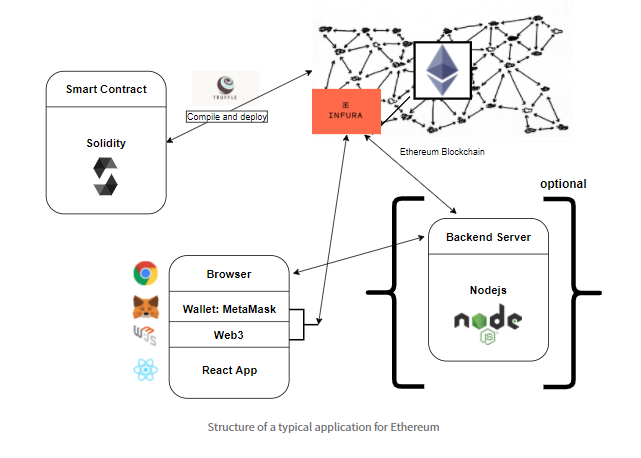 Smart Contract
Solidity
TRUFFLE
Compile and deploy
INFURA
Ethereum Blockchain
optional
Backend Server
Nodejs
node
JS
Browser
Wallet: MetaMask
Web3
React App
W3JS
Structure of a typical application for Ethereum